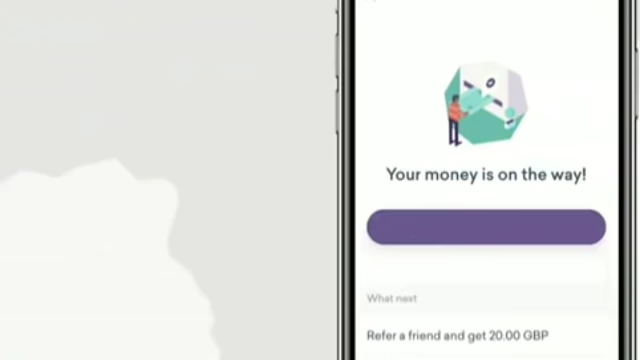 Your money is on the way!
What next
Refer a friend and get 20.00 GBP